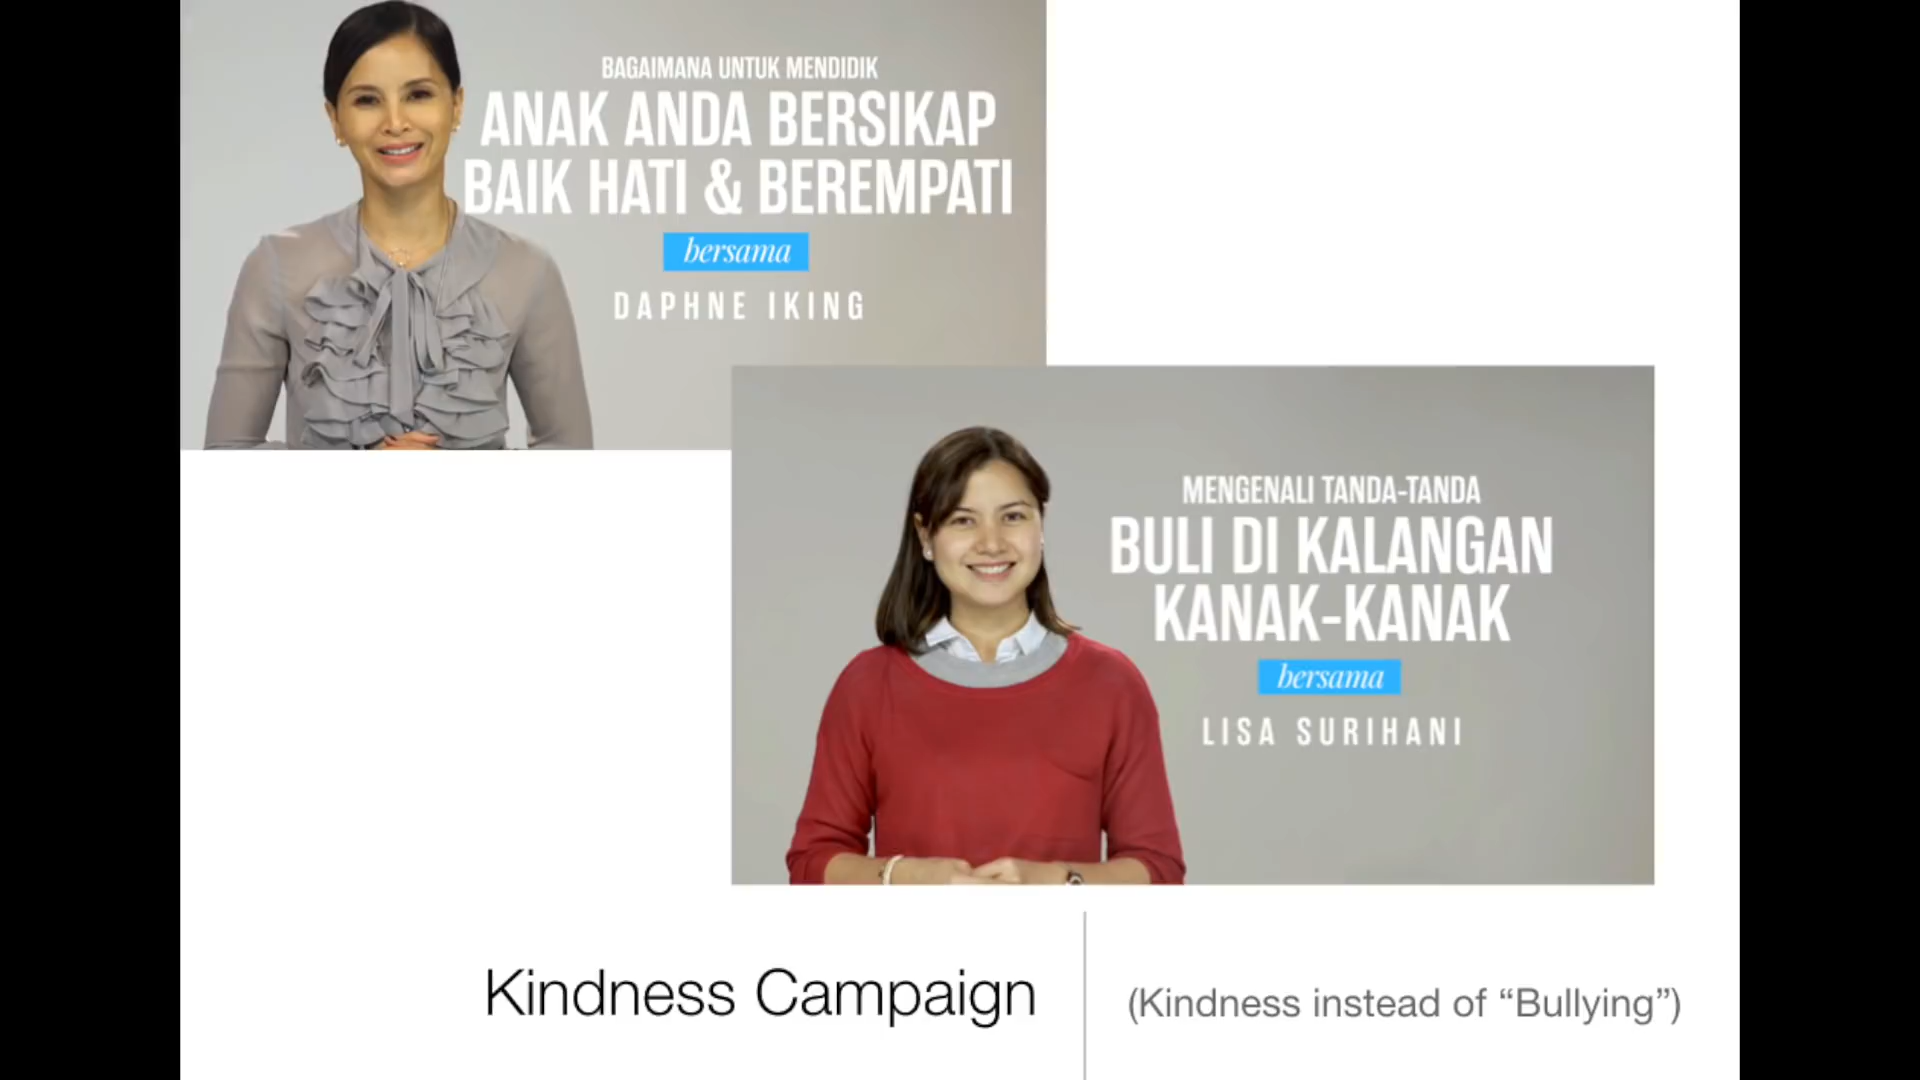 BAGAIMANA UNTUK MENDIDIK
ANAK ANDA BERSIKAP
BAIK HATI & BEREMPATI
bersama
DAPHNE IKING
MENGENALI TANDA-TANDA
BULI DI KALANGAN
KANAK-KANAK
bersama
LISA SURIHANI
Kindness Campaign
(Kindness instead of “Bullying”)